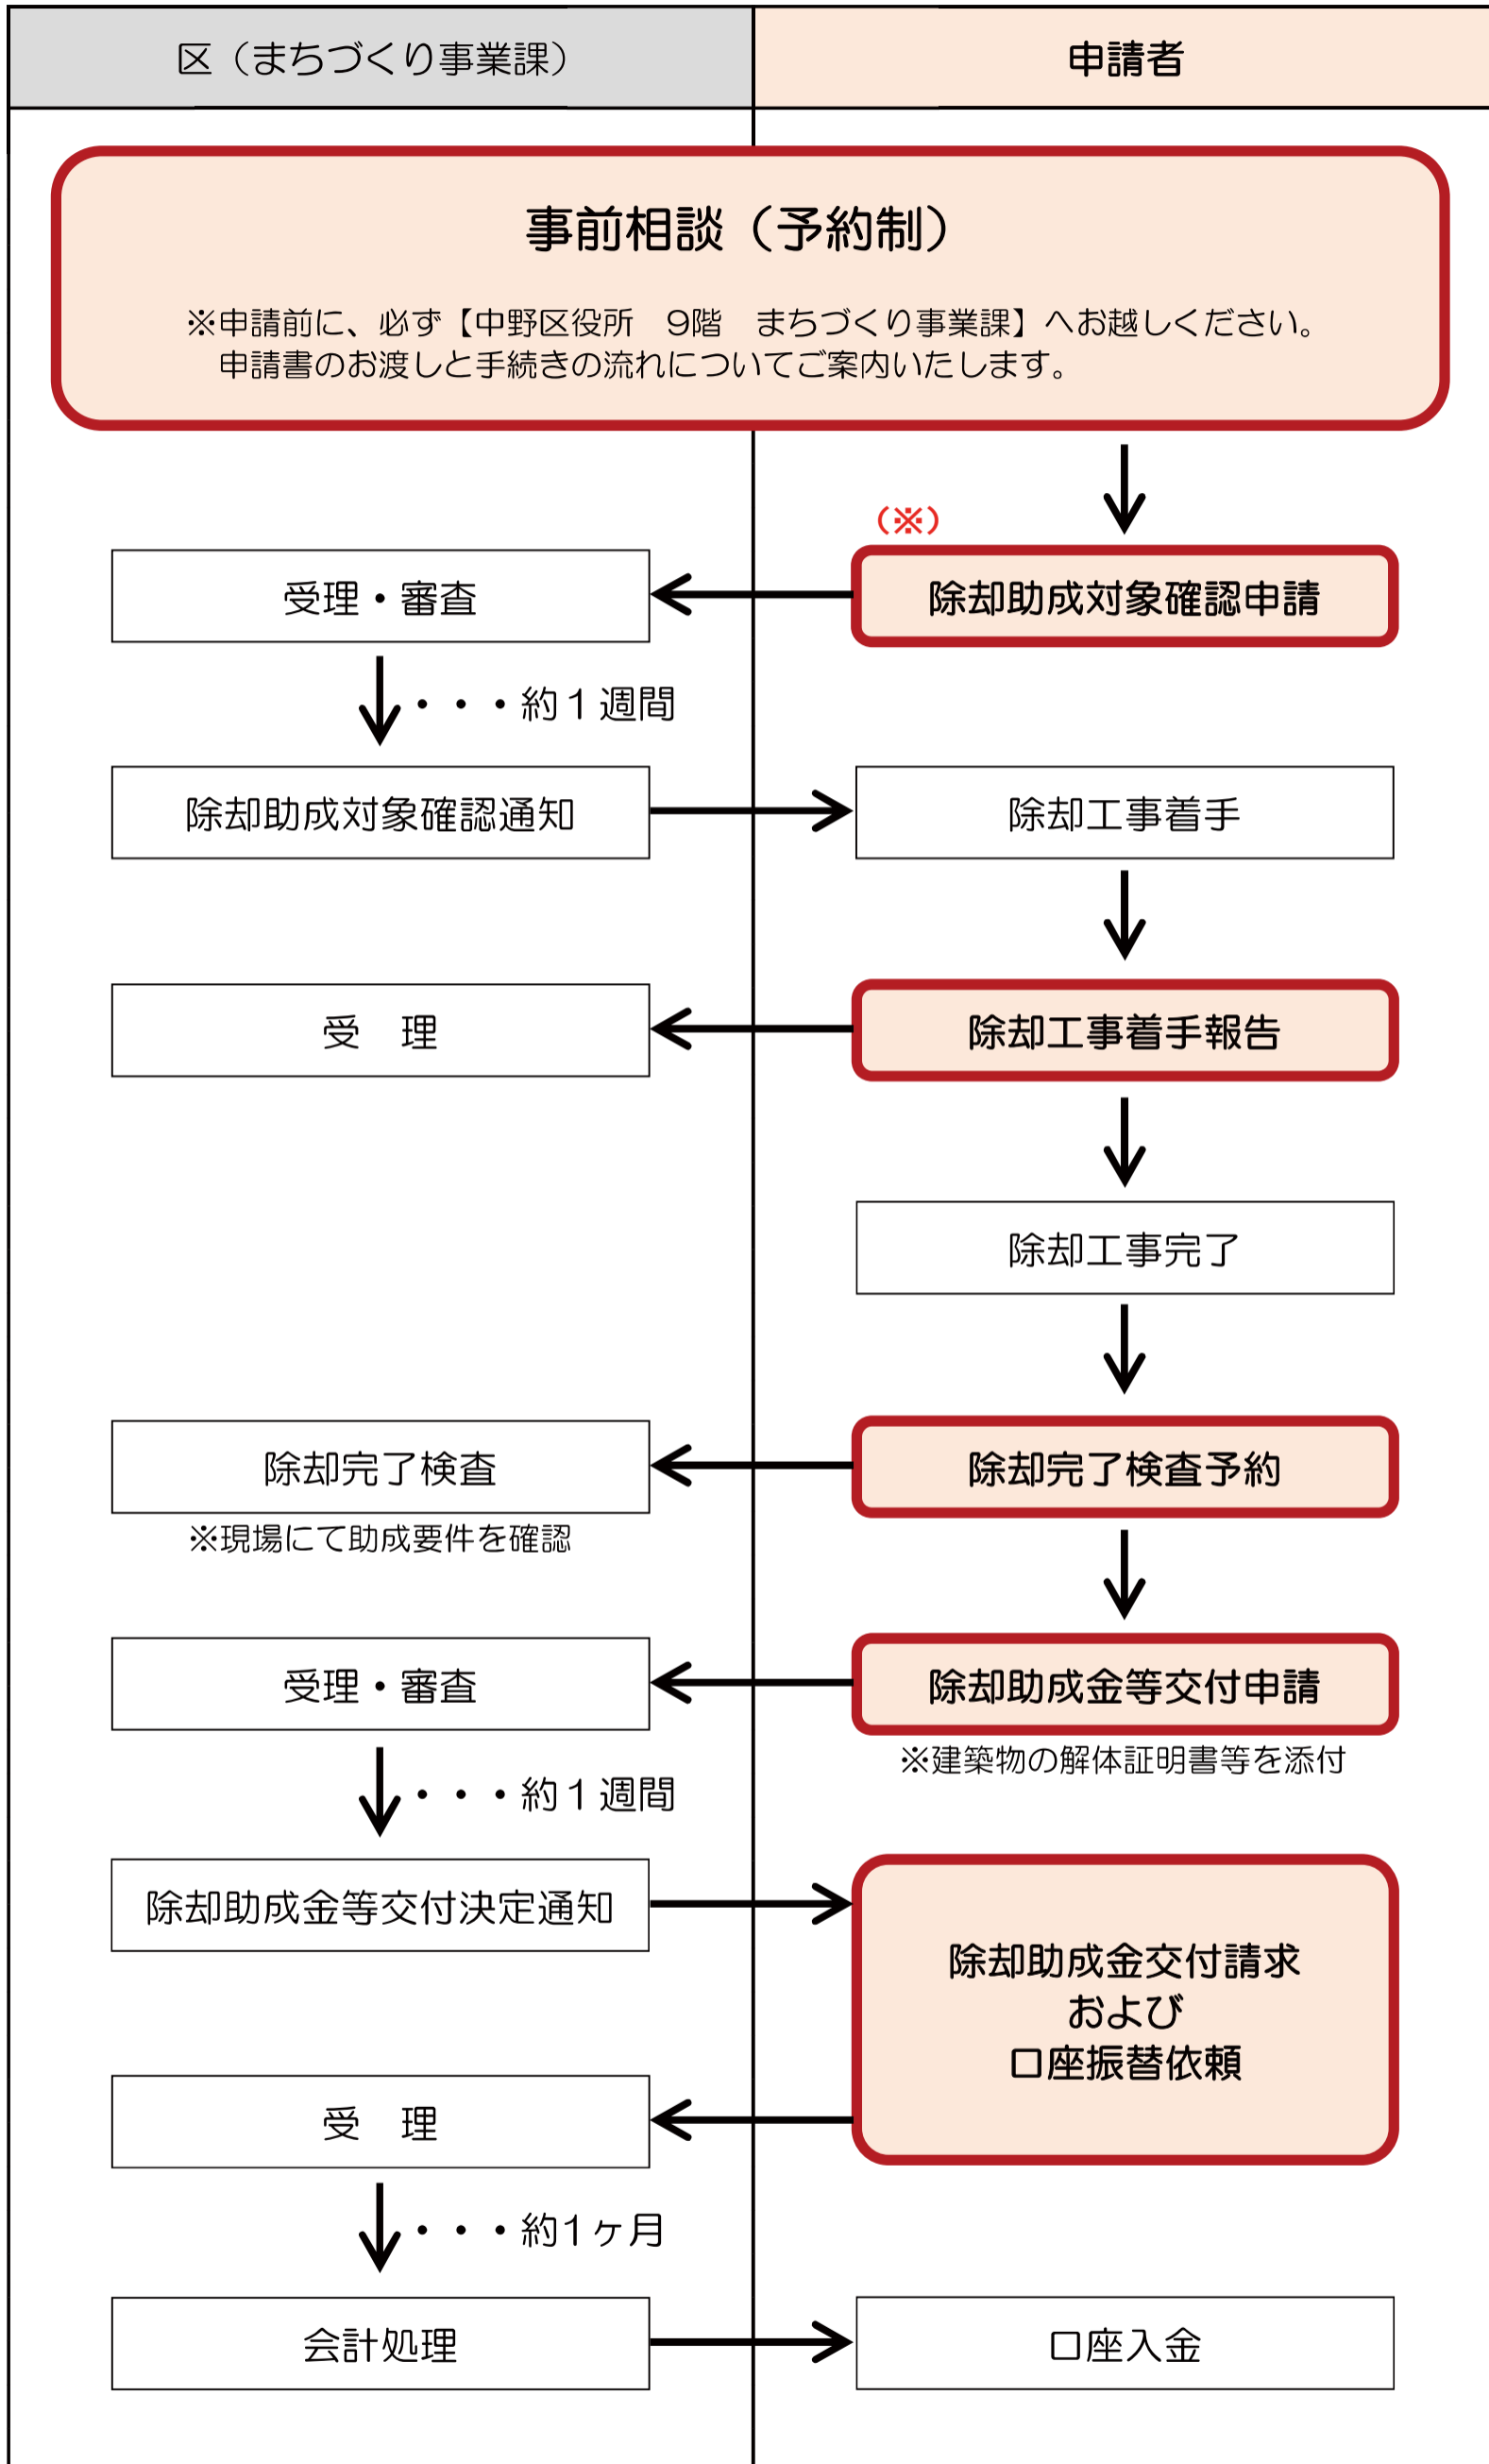 区（まちづくり事業課）
申請者
事前相談（予約制）
※申請前に、必ず【中野区役所　９階　まちづくり事業課】へお越しください。
申請書のお渡しと手続きの流れについてご案内いたします。
（※）
受理・審査
除却助成対象確認申請
・・・約１週間
除却助成対象確認通知
除却工事着手
受　理
除却工事着手報告
除却工事完了
除却完了検査
除却完了検査予約
※現場にて助成要件を確認
受理・審査
除却助成金等交付申請
※建築物の解体証明書等を添付
・・・約１週間
除却助成金等交付決定通知
除却助成金交付請求
および
口座振替依頼
受　理
・・・約1ヶ月
会計処理
口座入金